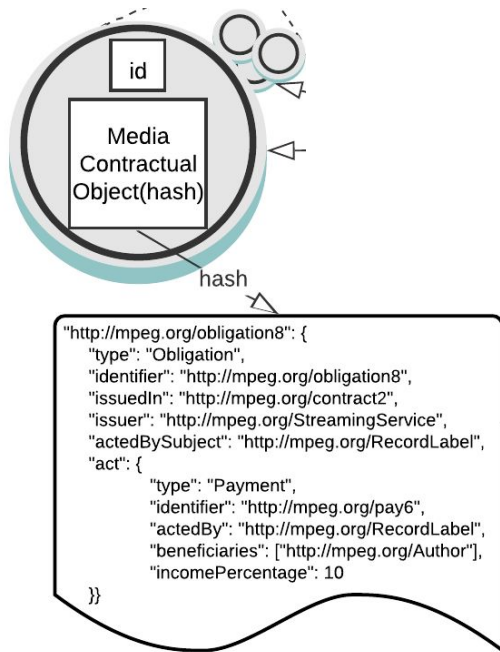 id
Media
Contractual
Object(hash)
hash
"http://mpeg.org/obligation8": {
"type": "Obligation",
"identifier": "http://mpeg.org/obligation8",
"issuedIn": "http://mpeg.org/contract2",
"issuer": "http://mpeg.org/StreamingService",
"actedBySubject": "http://mpeg.org/RecordLabel",
"act": {
"type": "Payment",
"identifier": "http://mpeg.org/pay6",
"actedBy": "http://mpeg.org/RecordLabel",
"beneficiaries": ["http://mpeg.org/Author"],
"incomePercentage": 10
}}